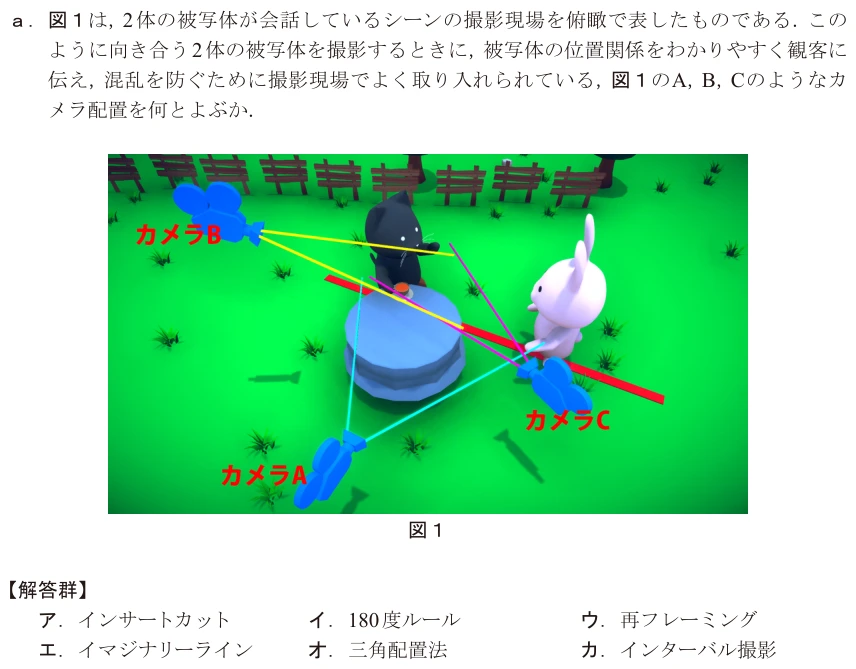 a．図1は，2体の被写体が会話しているシーンの撮影現場を俯瞰で表したものである．この
ように向き合う2体の被写体を撮影するときに，被写体の位置関係をわかりやすく観客に
伝え，混乱を防ぐために撮影現場でよく取り入れられている，図1のA，B，Cのようなカ
メラ配置を何とよぶか．
カメラB
カメラC
カメラA
図1
【解答群】
ア．インサートカット　イ．180度ルール　ウ．再フレーミング
エ．イマジナリーライン　オ．三角配置法　カ．インターバル撮影